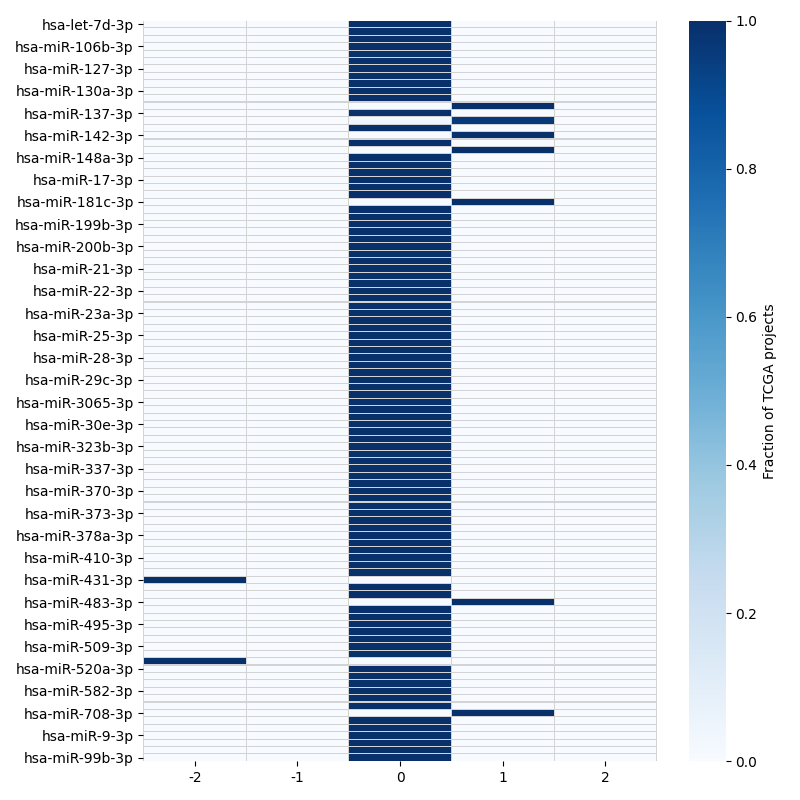 hsa-let-7d-3p
hsa-miR-106b-3p
hsa-miR-127-3p
hsa-miR-130a-3p
hsa-miR-137-3p
hsa-miR-142-3p
hsa-miR-148a-3p
hsa-miR-17-3p
hsa-miR-181c-3p
hsa-miR-199b-3p
hsa-miR-200b-3p
hsa-miR-21-3p
hsa-miR-22-3p
hsa-miR-23a-3p
hsa-miR-25-3p
hsa-miR-28-3p
hsa-miR-29c-3p
hsa-miR-3065-3p
hsa-miR-30e-3p
hsa-miR-323b-3p
hsa-miR-337-3p
hsa-miR-370-3p
hsa-miR-373-3p
hsa-miR-378a-3p
hsa-miR-410-3p
hsa-miR-431-3p
hsa-miR-483-3p
hsa-miR-495-3p
hsa-miR-509-3p
hsa-miR-520a-3p
hsa-miR-582-3p
hsa-miR-708-3p
hsa-miR-9-3p
hsa-miR-99b-3p
-2 -1 0 1 2
1.0
0.8
0.6
0.4
0.2
0.0
Fraction of TCGA projects